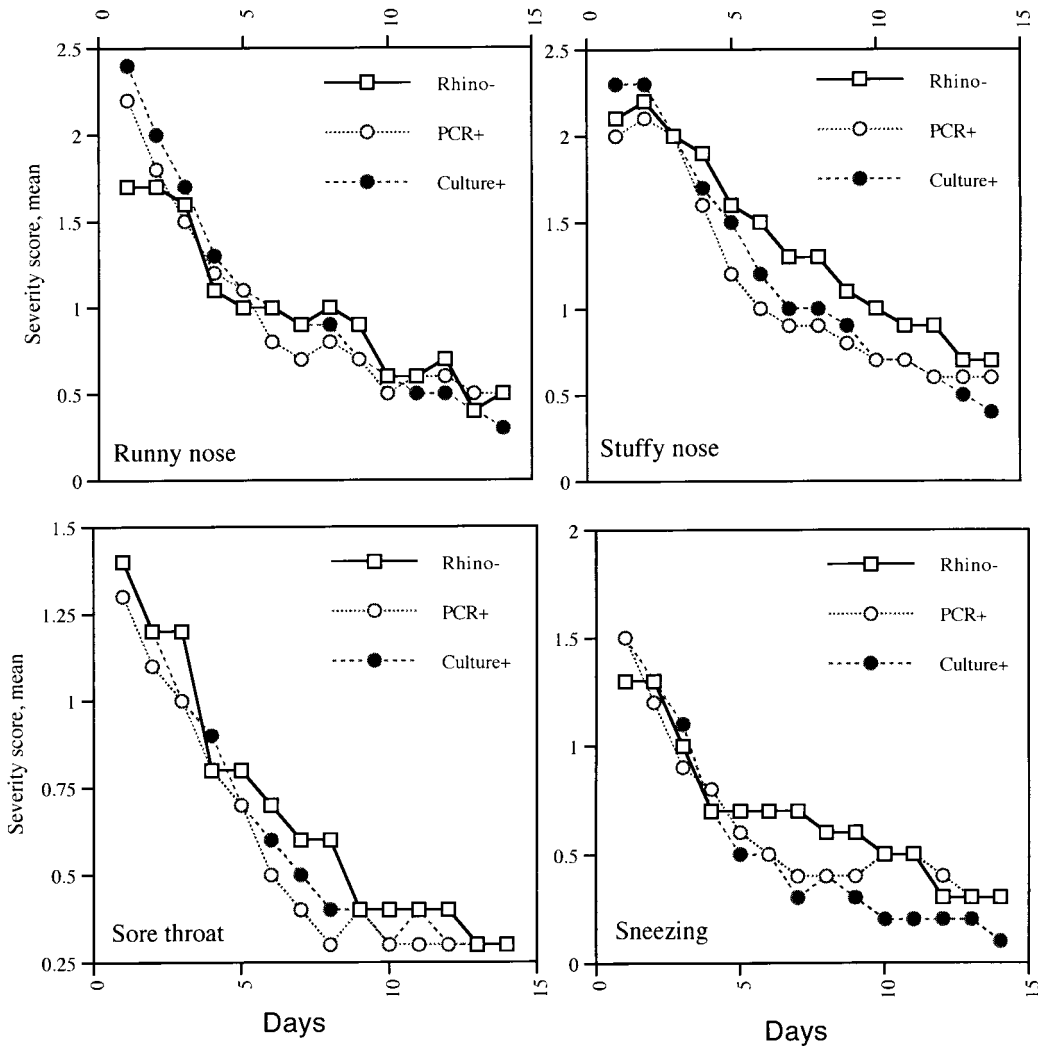 0 5 10 15
0 5 10 15
2.5
2
1.5
1
0.5
0
Severity score, mean
Rhino-
PCR+
Culture+
Runny nose
2.5
2
1.5
1
0.5
0
Rhino-
PCR+
Culture+
Stuffy nose
1.5
1.25
1
0.75
0.5
0.25
Severity score, mean
Rhino-
PCR+
Culture+
Sore throat
0 5 10 15
Days
2
1.5
1
0.5
0
Rhino-
PCR+
Culture+
Sneezing
0 5 10 15
Days